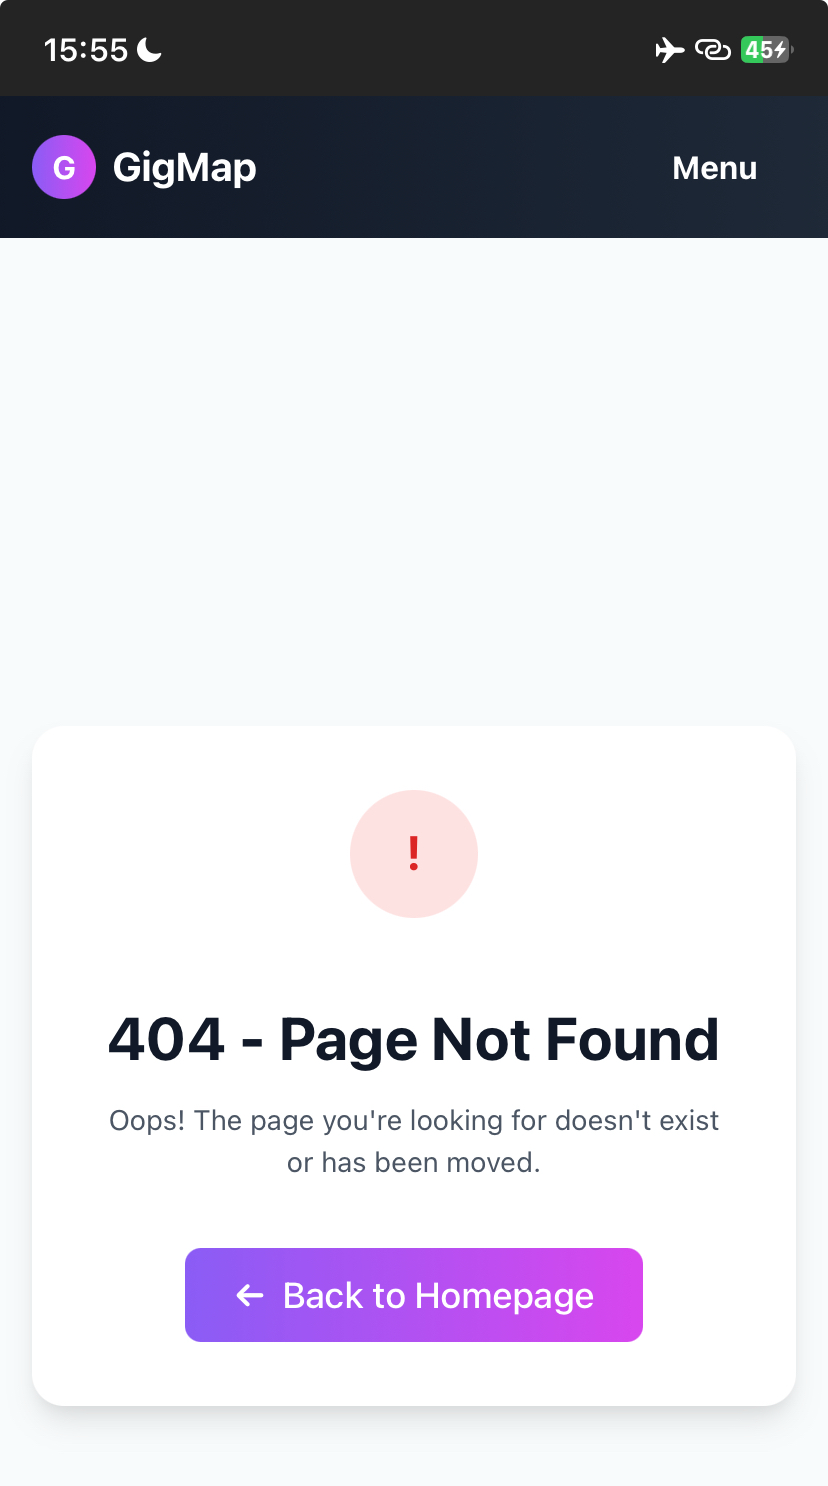 15:55
45
G GigMap
Menu
!
404 - Page Not Found
Oops! The page you're looking for doesn't exist
or has been moved.
← Back to Homepage